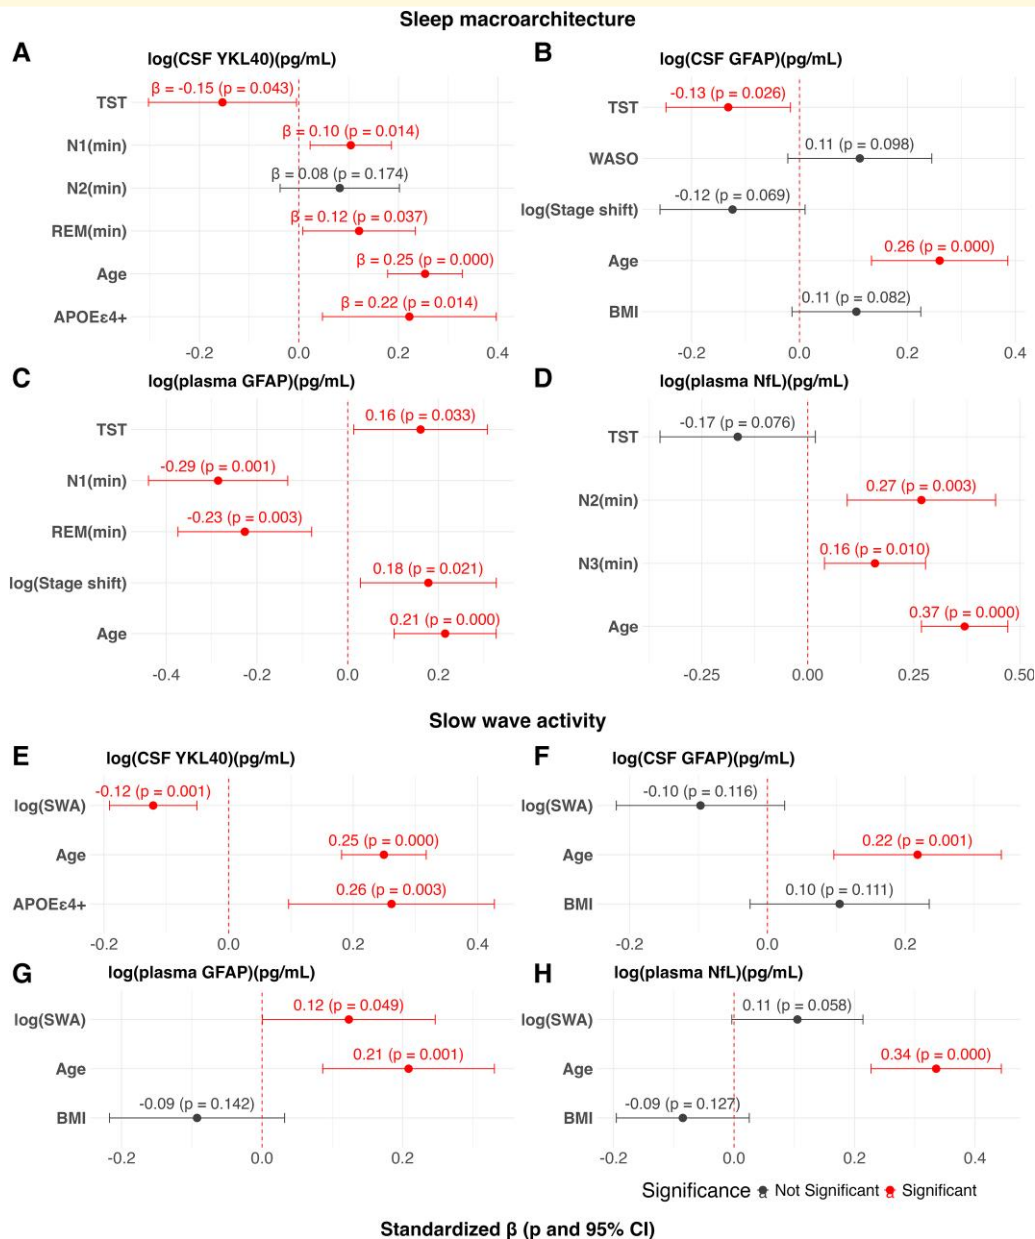 Sleep macroarchitecture
A
log(CSF YKL40)(pg/mL)
TST
β = -0.15 (p = 0.043)
N1(min)
β = 0.10 (p = 0.014)
N2(min)
β = 0.08 (p = 0.174)
REM(min)
β = 0.12 (p = 0.037)
Age
β = 0.25 (p = 0.000)
APOEε4+
β = 0.22 (p = 0.014)
-0.2 0.0 0.2 0.4
B
log(CSF GFAP)(pg/mL)
TST
-0.13 (p = 0.026)
WASO
0.11 (p = 0.098)
log(Stage shift)
-0.12 (p = 0.069)
Age
0.26 (p = 0.000)
BMI
0.11 (p = 0.082)
-0.2 0.0 0.2 0.4
C
log(plasma GFAP)(pg/mL)
TST
0.16 (p = 0.033)
N1(min)
-0.29 (p = 0.001)
REM(min)
-0.23 (p = 0.003)
log(Stage shift)
0.18 (p = 0.021)
Age
0.21 (p = 0.000)
-0.4 -0.2 0.0 0.2
D
log(plasma NfL)(pg/mL)
TST
-0.17 (p = 0.076)
N2(min)
0.27 (p = 0.003)
N3(min)
0.16 (p = 0.010)
Age
0.37 (p = 0.000)
-0.25 0.00 0.25 0.50
Slow wave activity
E
log(CSF YKL40)(pg/mL)
log(SWA)
-0.12 (p = 0.001)
Age
0.25 (p = 0.000)
APOEε4+
0.26 (p = 0.003)
-0.2 0.0 0.2 0.4
F
log(CSF GFAP)(pg/mL)
log(SWA)
-0.10 (p = 0.116)
Age
0.22 (p = 0.001)
BMI
0.10 (p = 0.111)
-0.2 0.0 0.2
G
log(plasma GFAP)(pg/mL)
log(SWA)
0.12 (p = 0.049)
Age
0.21 (p = 0.001)
BMI
-0.09 (p = 0.142)
-0.2 0.0 0.2
H
log(plasma NfL)(pg/mL)
log(SWA)
0.11 (p = 0.058)
Age
0.34 (p = 0.000)
BMI
-0.09 (p = 0.127)
-0.2 0.0 0.2 0.4
Significance Not Significant Significant
Standardized β (p and 95% CI)